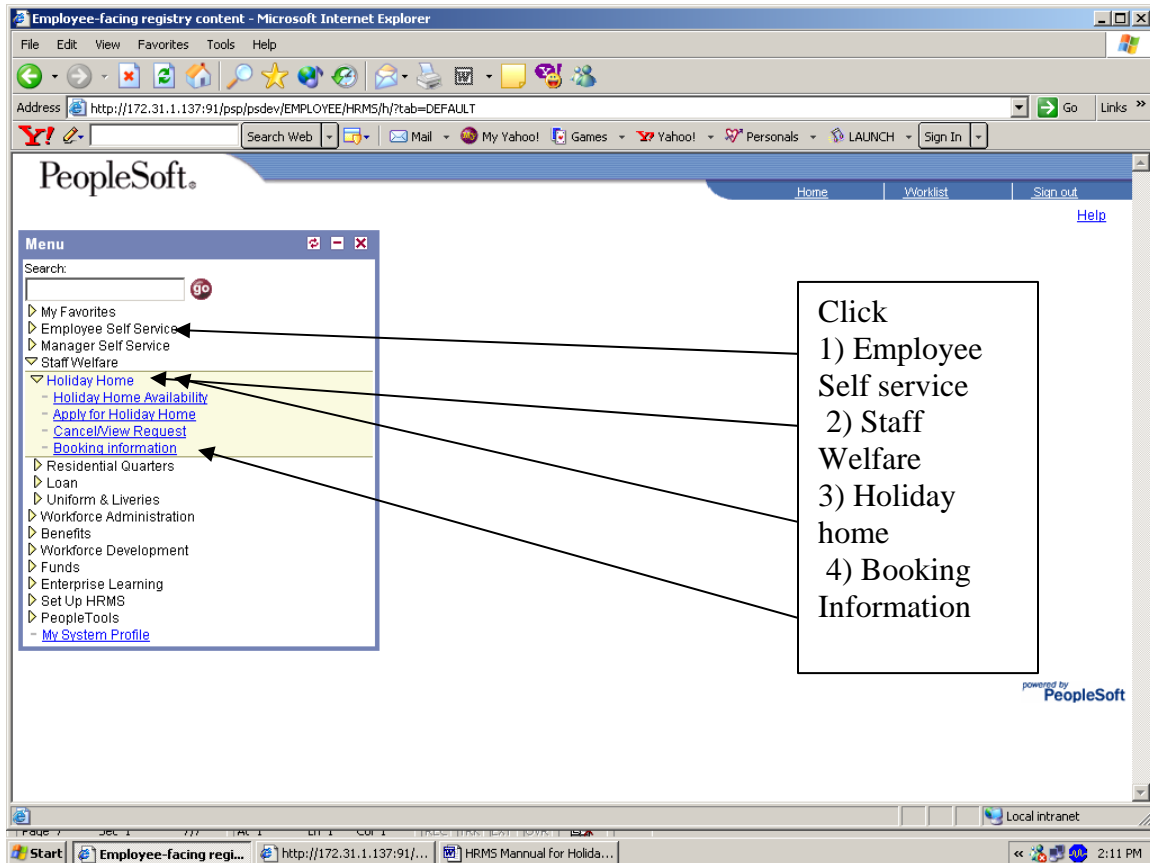 Employee-facing registry content - Microsoft Internet Explorer
File Edit View Favorites Tools Help
Address http://172.31.1.137:91/psp/psdev/EMPLOYEE/HRMS/h/?tab=DEFAULT Go Links »
Y! Search Web Mail My Yahoo! Games Yahoo! Personals LAUNCH Sign In
PeopleSoft®
Home Worklist Sign out
Help
Menu
Search:
go
My Favorites
Employee Self Service
Manager Self Service
Staff Welfare
Holiday Home
Holiday Home Availability
Apply for Holiday Home
Cancel/View Request
Booking information
Residential Quarters
Loan
Uniform & Liveries
Workforce Administration
Benefits
Workforce Development
Funds
Enterprise Learning
Set Up HRMS
PeopleTools
My System Profile
Click
1) Employee
Self service
2) Staff
Welfare
3) Holiday
home
4) Booking
Information
powered by
PeopleSoft
Local intranet
Start Employee-facing regi... http://172.31.1.137:91/... HRMS Mannual for Holida... « 2:11 PM